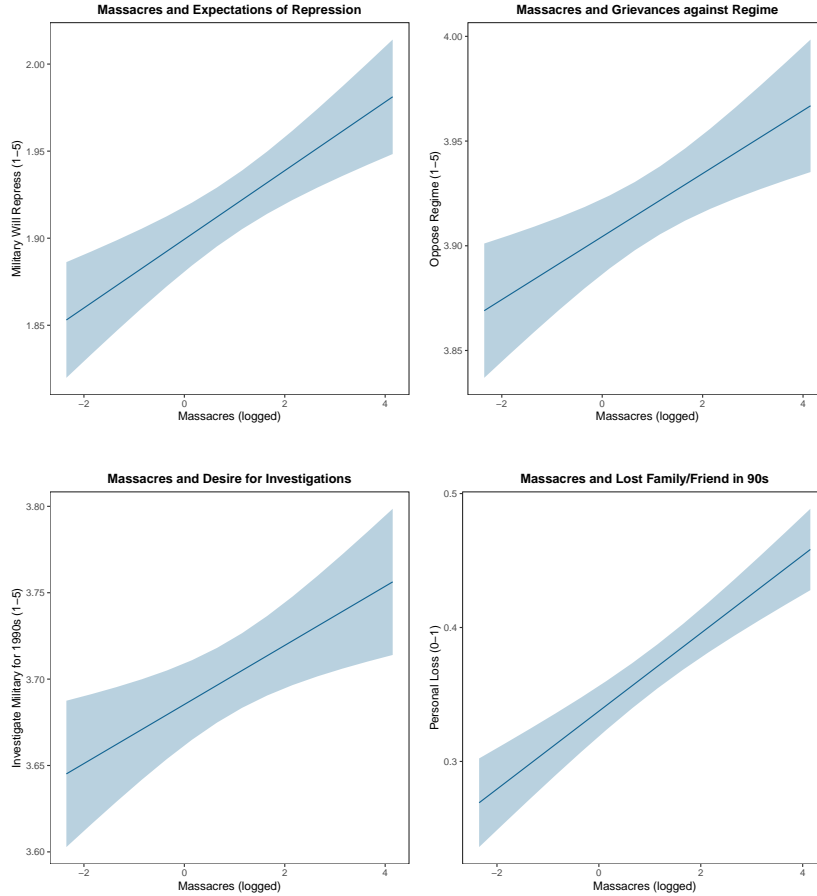 Massacres and Expectations of Repression
Military Will Repress (1–5)
2.00
1.95
1.90
1.85
−2
0
2
4
Massacres (logged)
Massacres and Grievances against Regime
Oppose Regime (1–5)
4.00
3.95
3.90
3.85
−2
0
2
4
Massacres (logged)
Massacres and Desire for Investigations
Investigate Military for 1990s (1–5)
3.80
3.75
3.70
3.65
3.60
−2
0
2
4
Massacres (logged)
Massacres and Lost Family/Friend in 90s
Personal Loss (0–1)
0.5
0.4
0.3
−2
0
2
4
Massacres (logged)